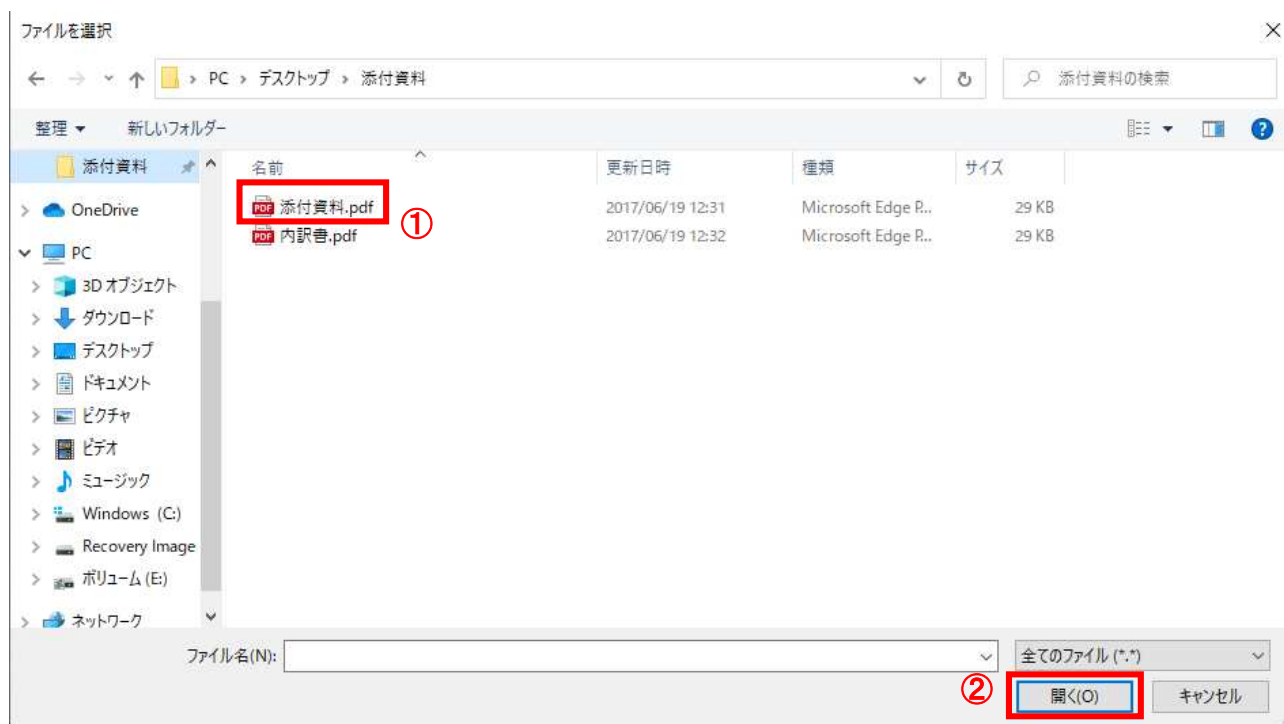 ファイルを選択
PC › デスクトップ › 添付資料
添付資料の検索
整理 新しいフォルダー
添付資料
OneDrive
PC
3D オブジェクト
ダウンロード
デスクトップ
ドキュメント
ピクチャ
ビデオ
ミュージック
Windows (C:)
Recovery Image
ボリューム (E:)
ネットワーク
名前 更新日時 種類 サイズ
PDF 添付資料.pdf ① 2017/06/19 12:31 Microsoft Edge P... 29 KB
PDF 内訳書.pdf 2017/06/19 12:32 Microsoft Edge P... 29 KB
ファイル名(N): 全てのファイル (*.*)
② 開く(O) キャンセル